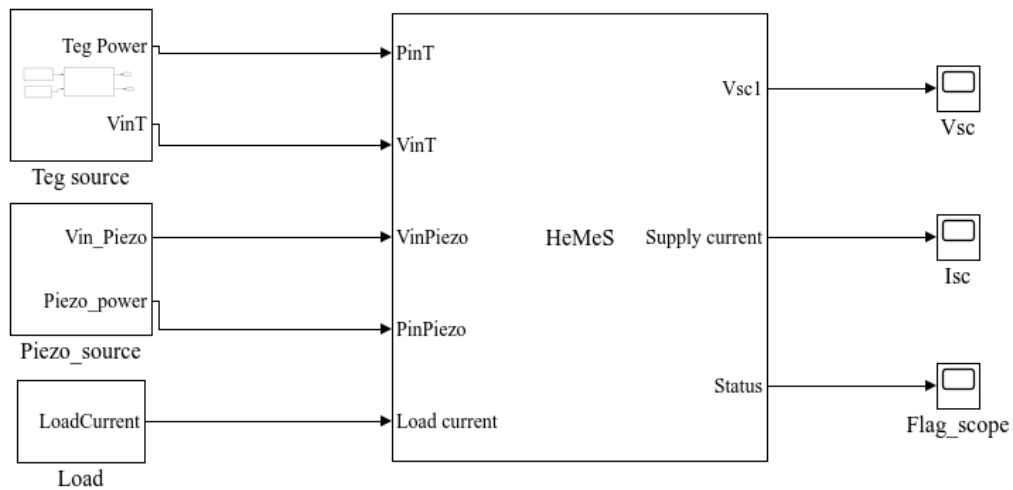 Teg Power
VinT
Teg source
Vin_Piezo
Piezo_power
Piezo_source
LoadCurrent
Load
PinT
VinT
VinPiezo
PinPiezo
Load current
HeMeS
Vsc1
Supply current
Status
Vsc
Isc
Flag_scope